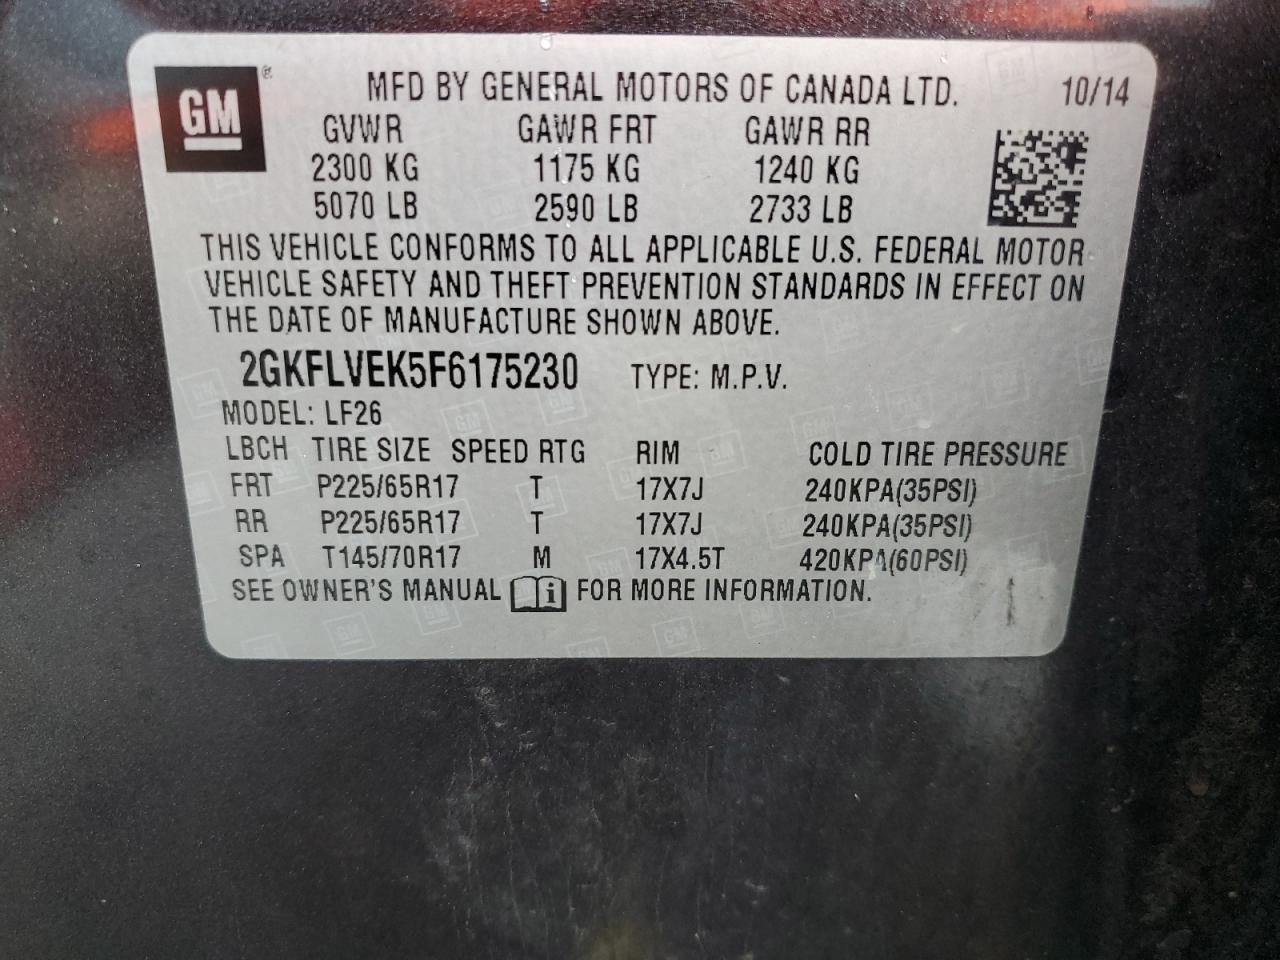 GM ® MFD BY GENERAL MOTORS OF CANADA LTD. 10/14
GVWR GAWR FRT GAWR RR
2300 KG 1175 KG 1240 KG
5070 LB 2590 LB 2733 LB
THIS VEHICLE CONFORMS TO ALL APPLICABLE U.S. FEDERAL MOTOR
VEHICLE SAFETY AND THEFT PREVENTION STANDARDS IN EFFECT ON
THE DATE OF MANUFACTURE SHOWN ABOVE.
2GKFLVEK5F6175230 TYPE: M.P.V.
MODEL: LF26
LBCH TIRE SIZE SPEED RTG RIM COLD TIRE PRESSURE
FRT P225/65R17 T 17X7J 240KPA(35PSI)
RR P225/65R17 T 17X7J 240KPA(35PSI)
SPA T145/70R17 M 17X4.5T 420KPA(60PSI)
SEE OWNER'S MANUAL i FOR MORE INFORMATION.